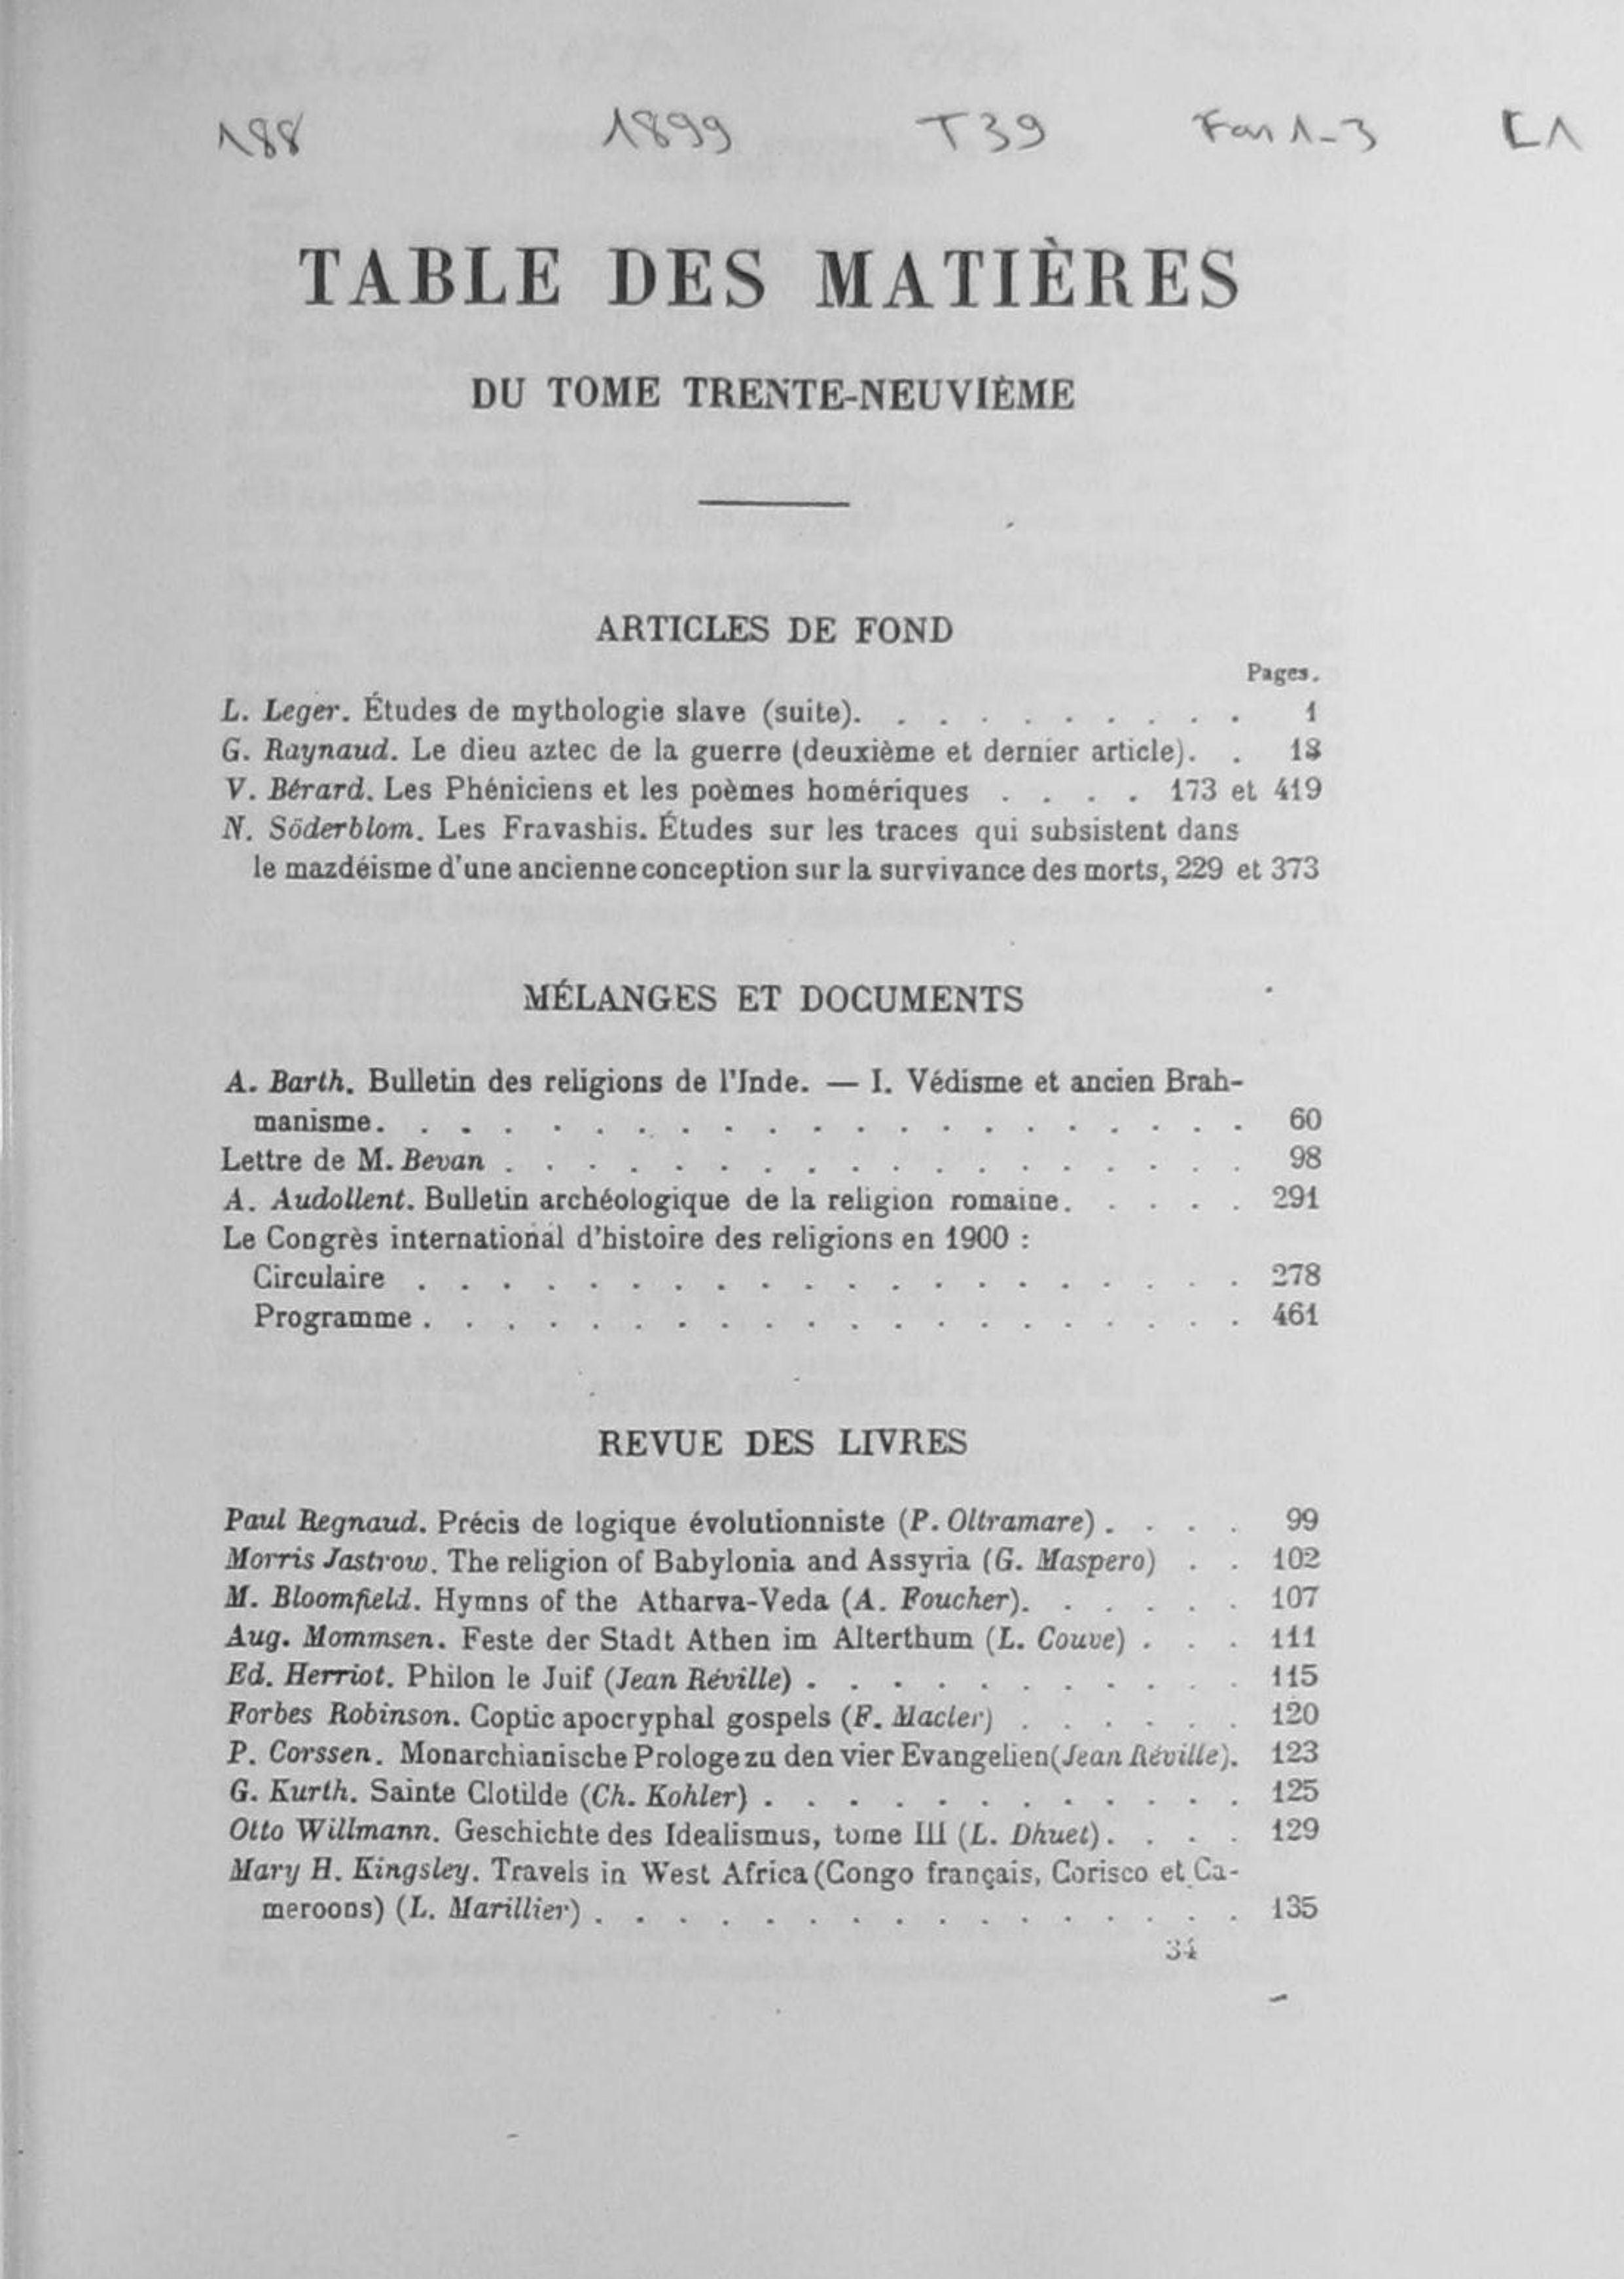 188 1899 T39 Fas 1-3 C1
TABLE DES MATIÈRES
DU TOME TRENTE-NEUVIÈME
ARTICLES DE FOND
Pages.
L. Leger. Études de mythologie slave (suite). . . . . . . . . . 1
G. Raynaud. Le dieu aztec de la guerre (deuxième et dernier article). . 18
V. Bérard. Les Phéniciens et les poèmes homériques . . . . 173 et 419
N. Söderblom. Les Fravashis. Études sur les traces qui subsistent dans
le mazdéisme d'une ancienne conception sur la survivance des morts, 229 et 373
MÉLANGES ET DOCUMENTS
A. Barth. Bulletin des religions de l'Inde. — I. Védisme et ancien Brah-
manisme. . . . . . . . . . . . . . . . . . . . . 60
Lettre de M. Bevan . . . . . . . . . . . . . . . . . . 98
A. Audollent. Bulletin archéologique de la religion romaine. . . . . 291
Le Congrès international d'histoire des religions en 1900 :
Circulaire . . . . . . . . . . . . . . . . . . . . 278
Programme . . . . . . . . . . . . . . . . . . . . 461
REVUE DES LIVRES
Paul Regnaud. Précis de logique évolutionniste (P. Oltramare) . . . . 99
Morris Jastrow. The religion of Babylonia and Assyria (G. Maspero) . . 102
M. Bloomfield. Hymns of the Atharva-Veda (A. Foucher). . . . . . 107
Aug. Mommsen. Feste der Stadt Athen im Alterthum (L. Couve) . . . 111
Ed. Herriot. Philon le Juif (Jean Réville) . . . . . . . . . . . 115
Forbes Robinson. Coptic apocryphal gospels (F. Macler) . . . . . . 120
P. Corssen. Monarchianische Prologe zu den vier Evangelien (Jean Réville). 123
G. Kurth. Sainte Clotilde (Ch. Kohler) . . . . . . . . . . . . 125
Otto Willmann. Geschichte des Idealismus, tome III (L. Dhuet). . . . 129
Mary H. Kingsley. Travels in West Africa (Congo français, Corisco et Ca-
meroons) (L. Marillier) . . . . . . . . . . . . . . . . 135
34